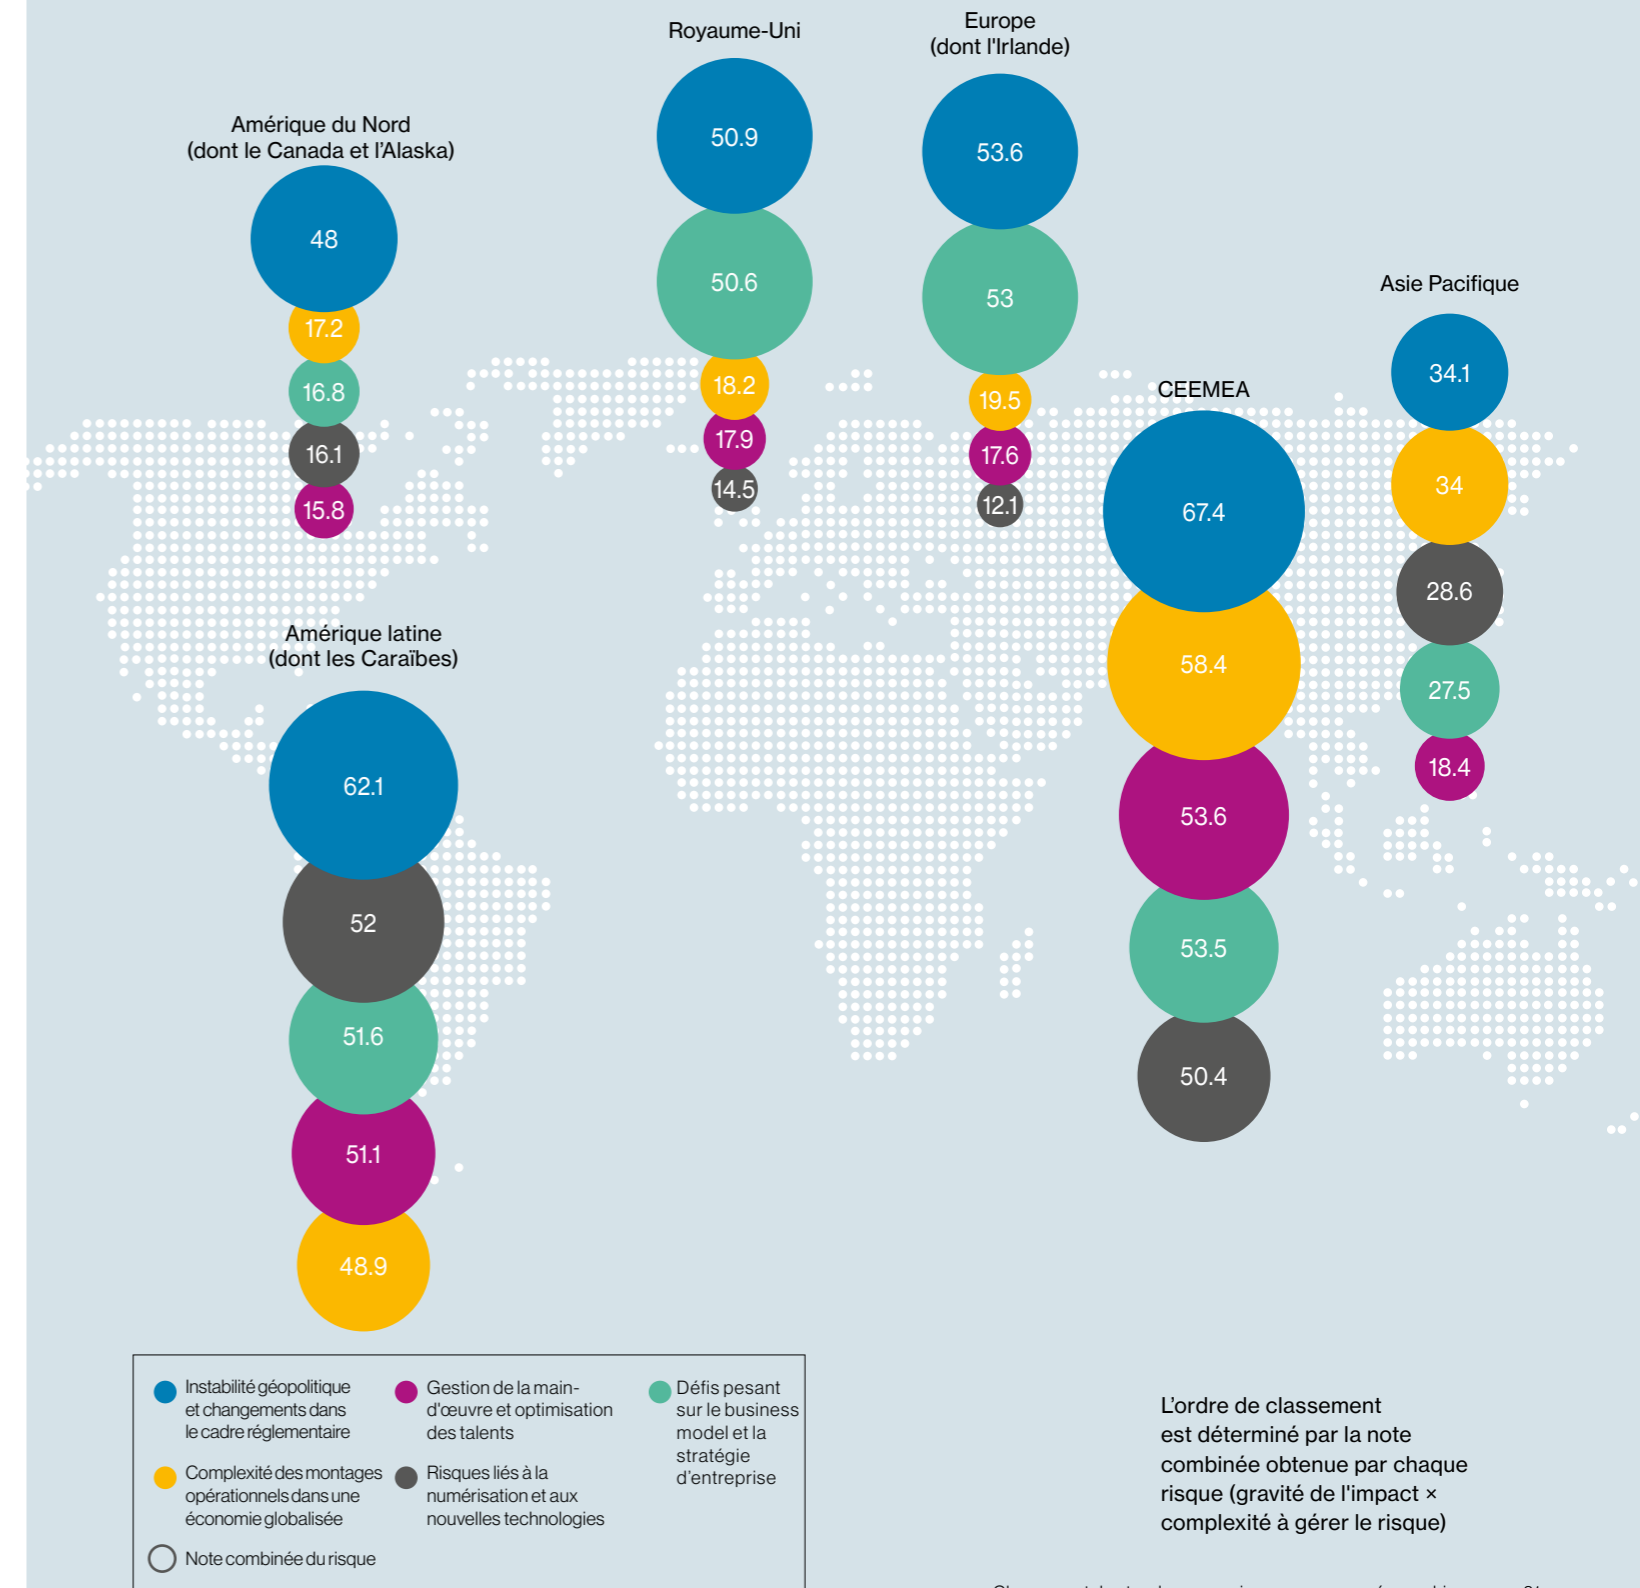 Royaume-Uni
50.9
50.6
18.2
17.9
14.5
Europe
(dont l'Irlande)
53.6
53
19.5
17.6
12.1
Amérique du Nord
(dont le Canada et l’Alaska)
48
17.2
16.8
16.1
15.8
Asie Pacifique
34.1
34
28.6
27.5
18.4
CEEMEA
67.4
58.4
53.6
53.5
50.4
Amérique latine
(dont les Caraïbes)
62.1
52
51.6
51.1
48.9
Instabilité géopolitique
et changements dans
le cadre réglementaire
Complexité des montages
opérationnels dans une
économie globalisée
Note combinée du risque
Gestion de la main-
d'œuvre et optimisation
des talents
Risques liés à la
numérisation et aux
nouvelles technologies
Défis pesant
sur le business
model et la
stratégie
d’entreprise
L’ordre de classement
est déterminé par la note
combinée obtenue par chaque
risque (gravité de l'impact ×
complexité à gérer le risque)